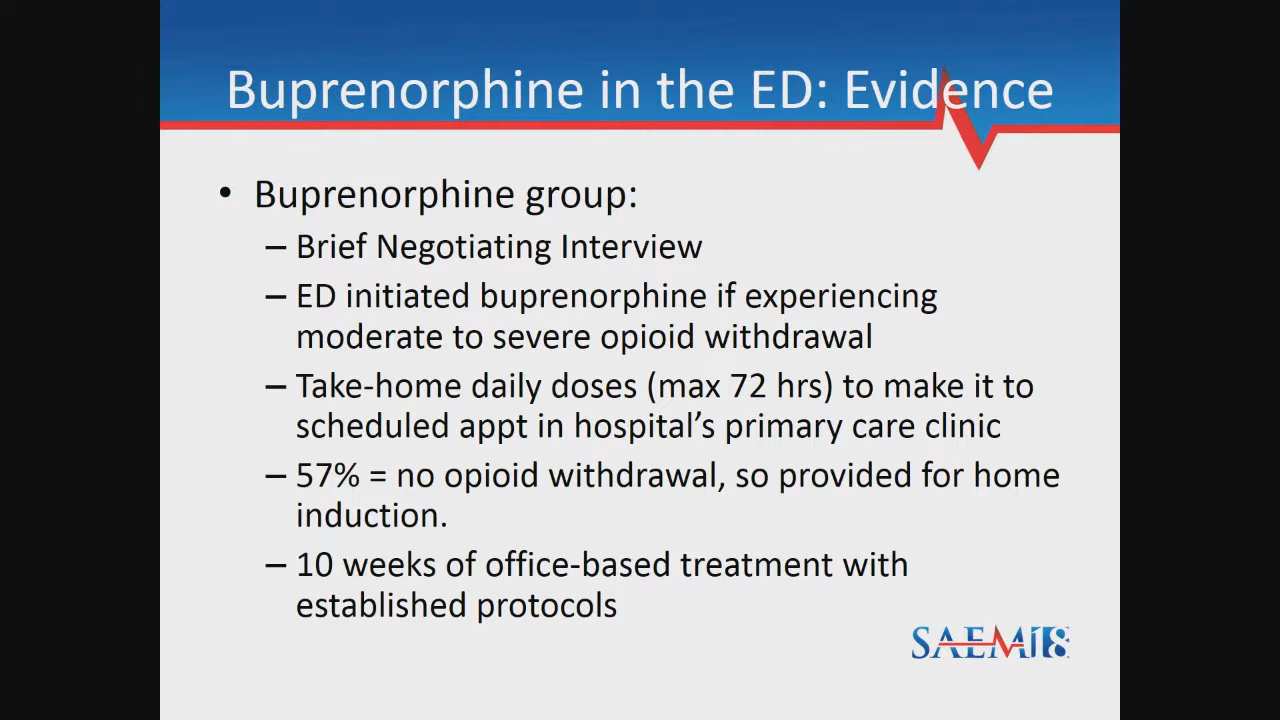 Buprenorphine in the ED: Evidence
• Buprenorphine group:
– Brief Negotiating Interview
– ED initiated buprenorphine if experiencing
moderate to severe opioid withdrawal
– Take-home daily doses (max 72 hrs) to make it to
scheduled appt in hospital’s primary care clinic
– 57% = no opioid withdrawal, so provided for home
induction.
– 10 weeks of office-based treatment with
established protocols
SAEM18